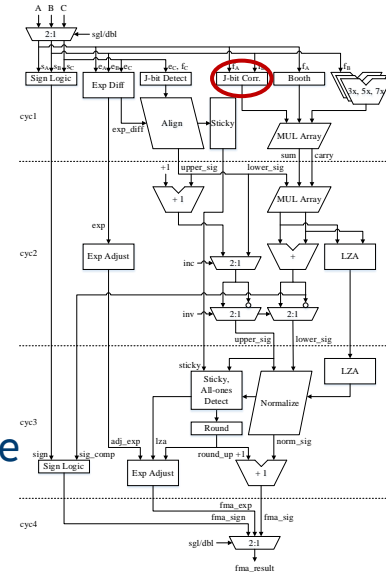 A B C
2:1
sgl/dbl
sA sB sC
eA eB eC
eC, fC
fA
fA
fB
Sign Logic
Exp Diff
J-bit Detect
J-bit Corr.
Booth
3x, 5x, 7x
cyc1
exp_diff
Align
Sticky
MUL Array
sum
carry
+1
upper_sig
lower_sig
+ 1
MUL Array
exp
cyc2
Exp Adjust
+
LZA
inc
2:1
inv
2:1
2:1
upper_sig
lower_sig
sticky
Sticky,
All-ones
Detect
Normalize
LZA
cyc3
Round
e
sign
sig_comp
adj_exp
lza
round_up
+1
norm_sig
Sign Logic
Exp Adjust
+ 1
cyc4
fma_exp
fma_sign
fma_sig
sgl/dbl
2:1
fma_result